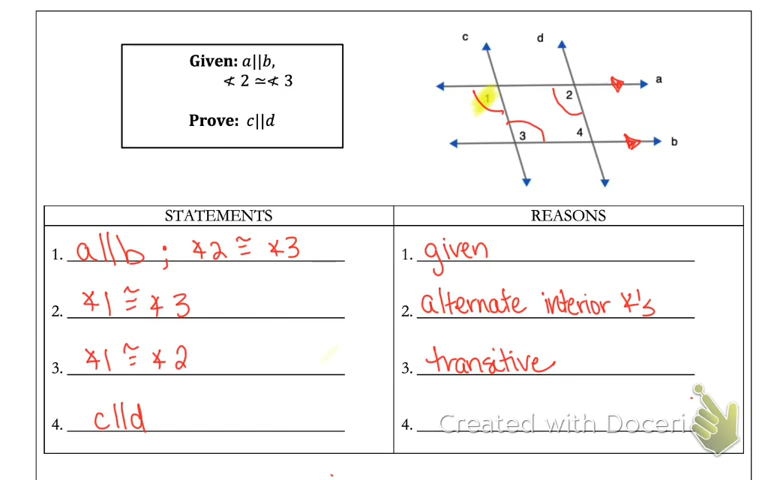 Given: a||b,
∡ 2 ≃∡ 3
Prove: c||d
c
d
a
1
2
3
4
b
STATEMENTS
REASONS
1. a||b ; ∡2 ≅ ∡3
1. given
2. ∡1 ≅ ∡3
2. alternate interior ∡'s
3. ∡1 ≅ ∡2
3. transitive
4. c||d
4.
Created with Doceri